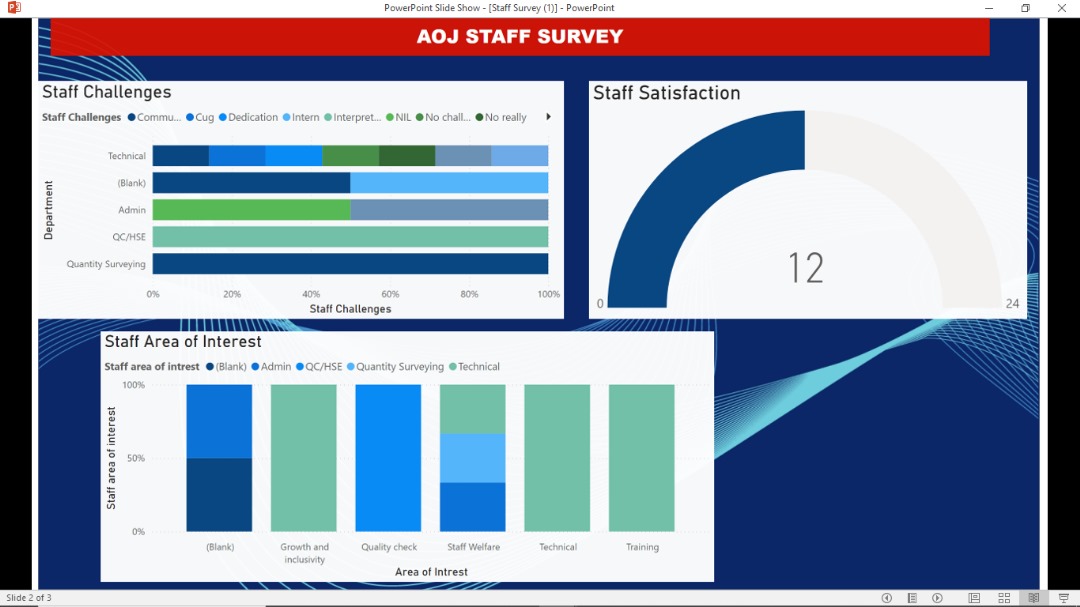 PowerPoint Slide Show - [Staff Survey (1)] - PowerPoint
AOJ STAFF SURVEY
Staff Challenges
Staff Challenges Commu... Cug Dedication Intern Interpret... NIL No chall... No really
Department
Technical
(Blank)
Admin
QC/HSE
Quantity Surveying
0% 20% 40% 60% 80% 100%
Staff Challenges
Staff Satisfaction
12
0 24
Staff Area of Interest
Staff area of intrest (Blank) Admin QC/HSE Quantity Surveying Technical
Staff area of interest
100%
50%
0%
(Blank) Growth and Quality check Staff Welfare Technical Training
inclusivity
Area of Intrest
Slide 2 of 3